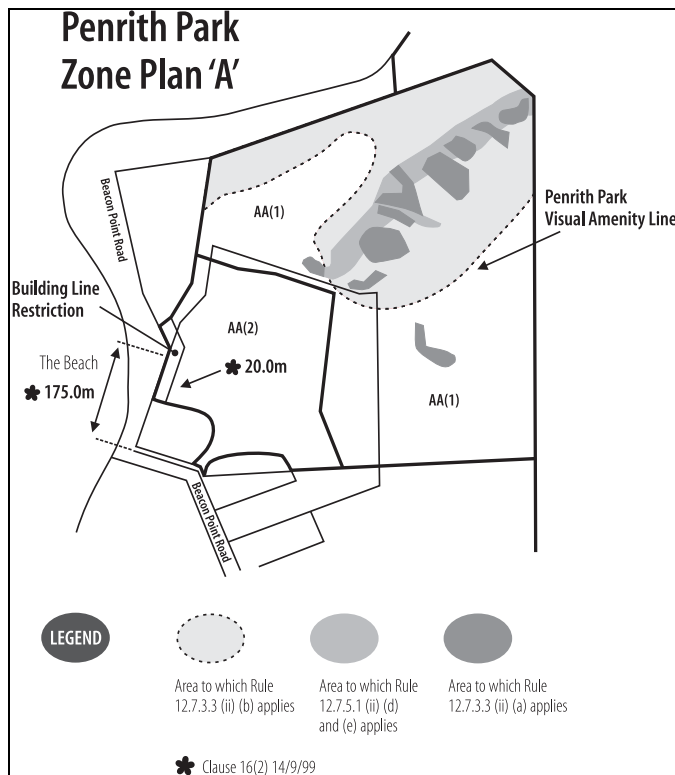 Penrith Park
Zone Plan 'A'
Beacon Point Road
AA(1)
Penrith Park
Visual Amenity Line
Building Line
Restriction
AA(2)
The Beach
✱ 175.0m
✱ 20.0m
AA(1)
Beacon Point Road
LEGEND
Area to which Rule
12.7.3.3 (ii) (b) applies
Area to which Rule
12.7.5.1 (ii) (d)
and (e) applies
Area to which Rule
12.7.3.3 (ii) (a) applies
✱ Clause 16(2) 14/9/99